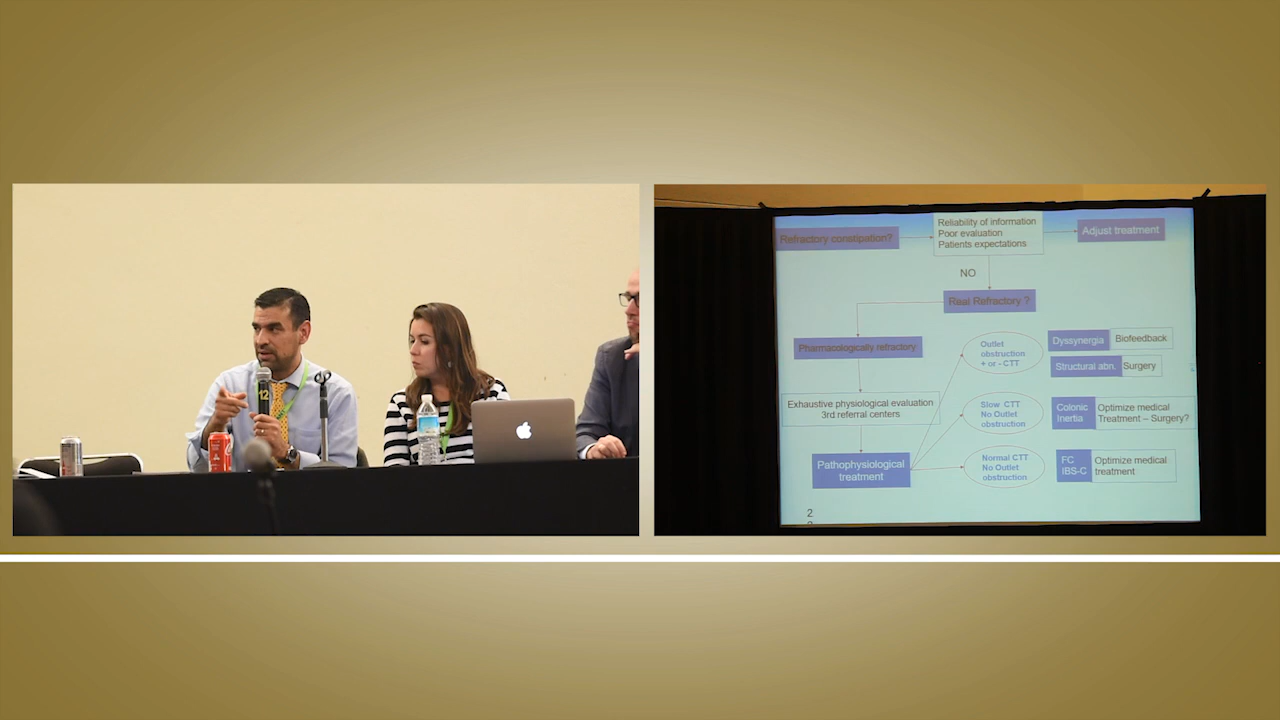 Refractory constipation?
Reliability of information
Poor evaluation
Patients expectations
Adjust treatment
NO
Real Refractory ?
Pharmacologically refractory
Outlet
obstruction
+ or - CTT
Dyssynergia
Biofeedback
Structural abn.
Surgery
Exhaustive physiological evaluation
3rd referral centers
Slow CTT
No Outlet
obstruction
Colonic
Inertia
Optimize medical
Treatment – Surgery?
Pathophysiological
treatment
Normal CTT
No Outlet
obstruction
FC
IBS-C
Optimize medical
treatment
2
12